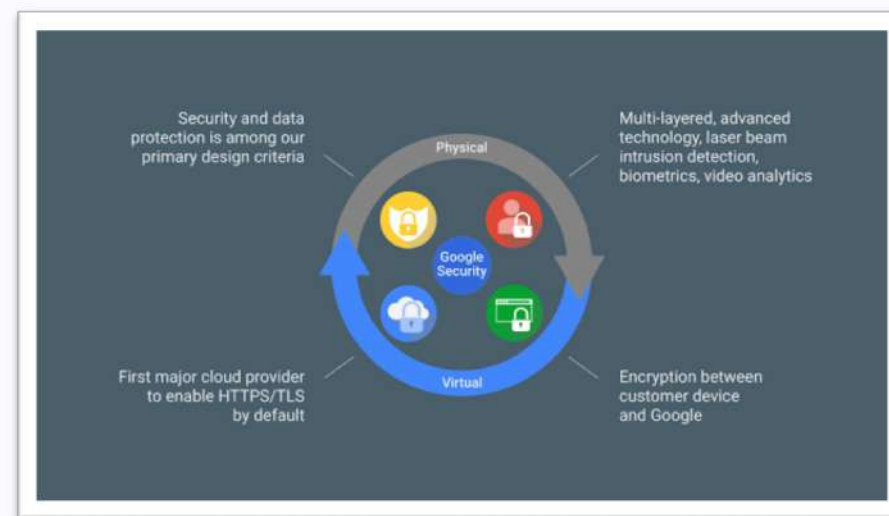 Security and data
protection is among our
primary design criteria
Physical
Multi-layered, advanced
technology, laser beam
intrusion detection,
biometrics, video analytics
Google
Security
First major cloud provider
to enable HTTPS/TLS
by default
Virtual
Encryption between
customer device
and Google